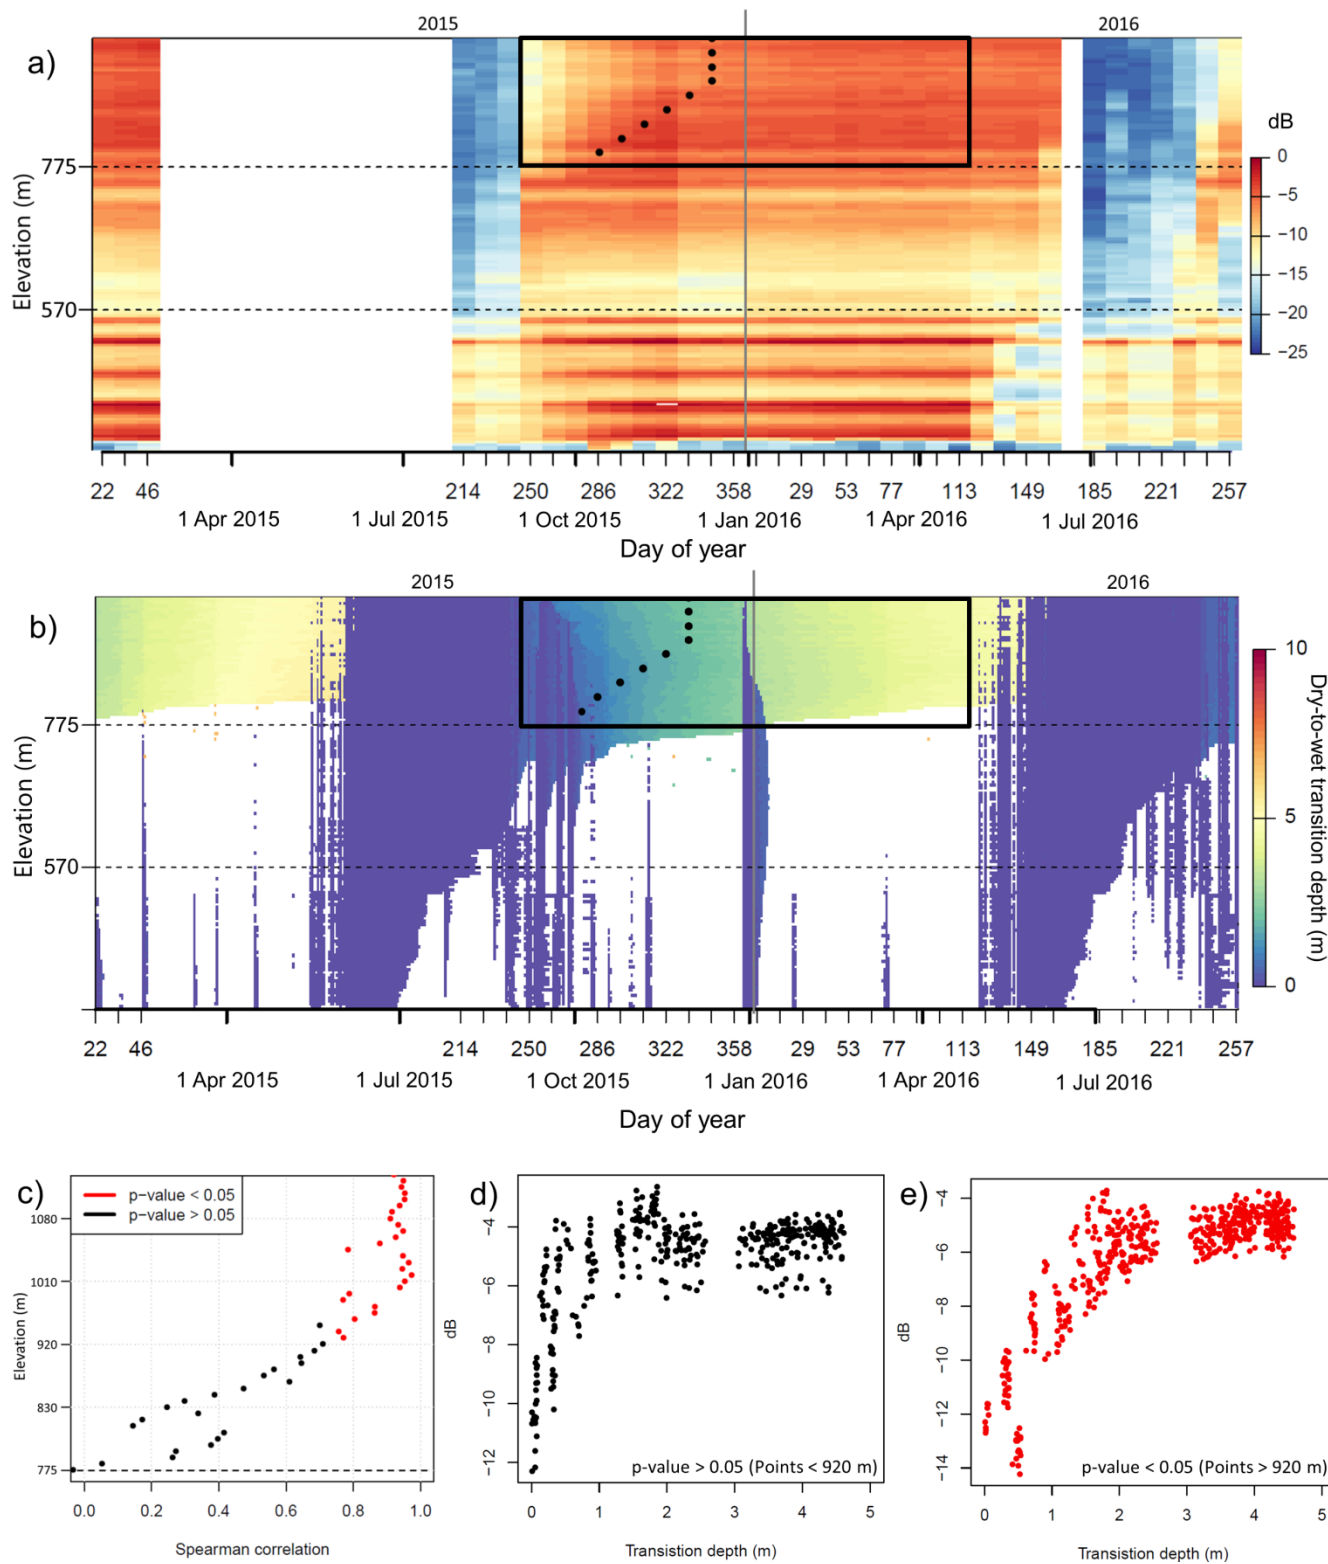 2015 2016
a)
Elevation (m)
775
570
dB
0
−5
−10
−15
−20
−25
22 46 214 250 286 322 358 29 53 77 113 149 185 221 257
1 Apr 2015 1 Jul 2015 1 Oct 2015 1 Jan 2016 1 Apr 2016 1 Jul 2016
Day of year
2015 2016
b)
Elevation (m)
775
570
10
5
0
Dry-to-wet transition depth (m)
22 46 214 250 286 322 358 29 53 77 113 149 185 221 257
1 Apr 2015 1 Jul 2015 1 Oct 2015 1 Jan 2016 1 Apr 2016 1 Jul 2016
Day of year
c)
p−value < 0.05
p−value > 0.05
Elevation (m)
1080
1010
920
830
775
0.0 0.2 0.4 0.6 0.8 1.0
Spearman correlation
d)
dB
−4
−6
−8
−10
−12
p-value > 0.05 (Points < 920 m)
0 1 2 3 4 5
Transistion depth (m)
e)
dB
−4
−6
−8
−10
−12
−14
p-value < 0.05 (Points > 920 m)
0 1 2 3 4 5
Transistion depth (m)